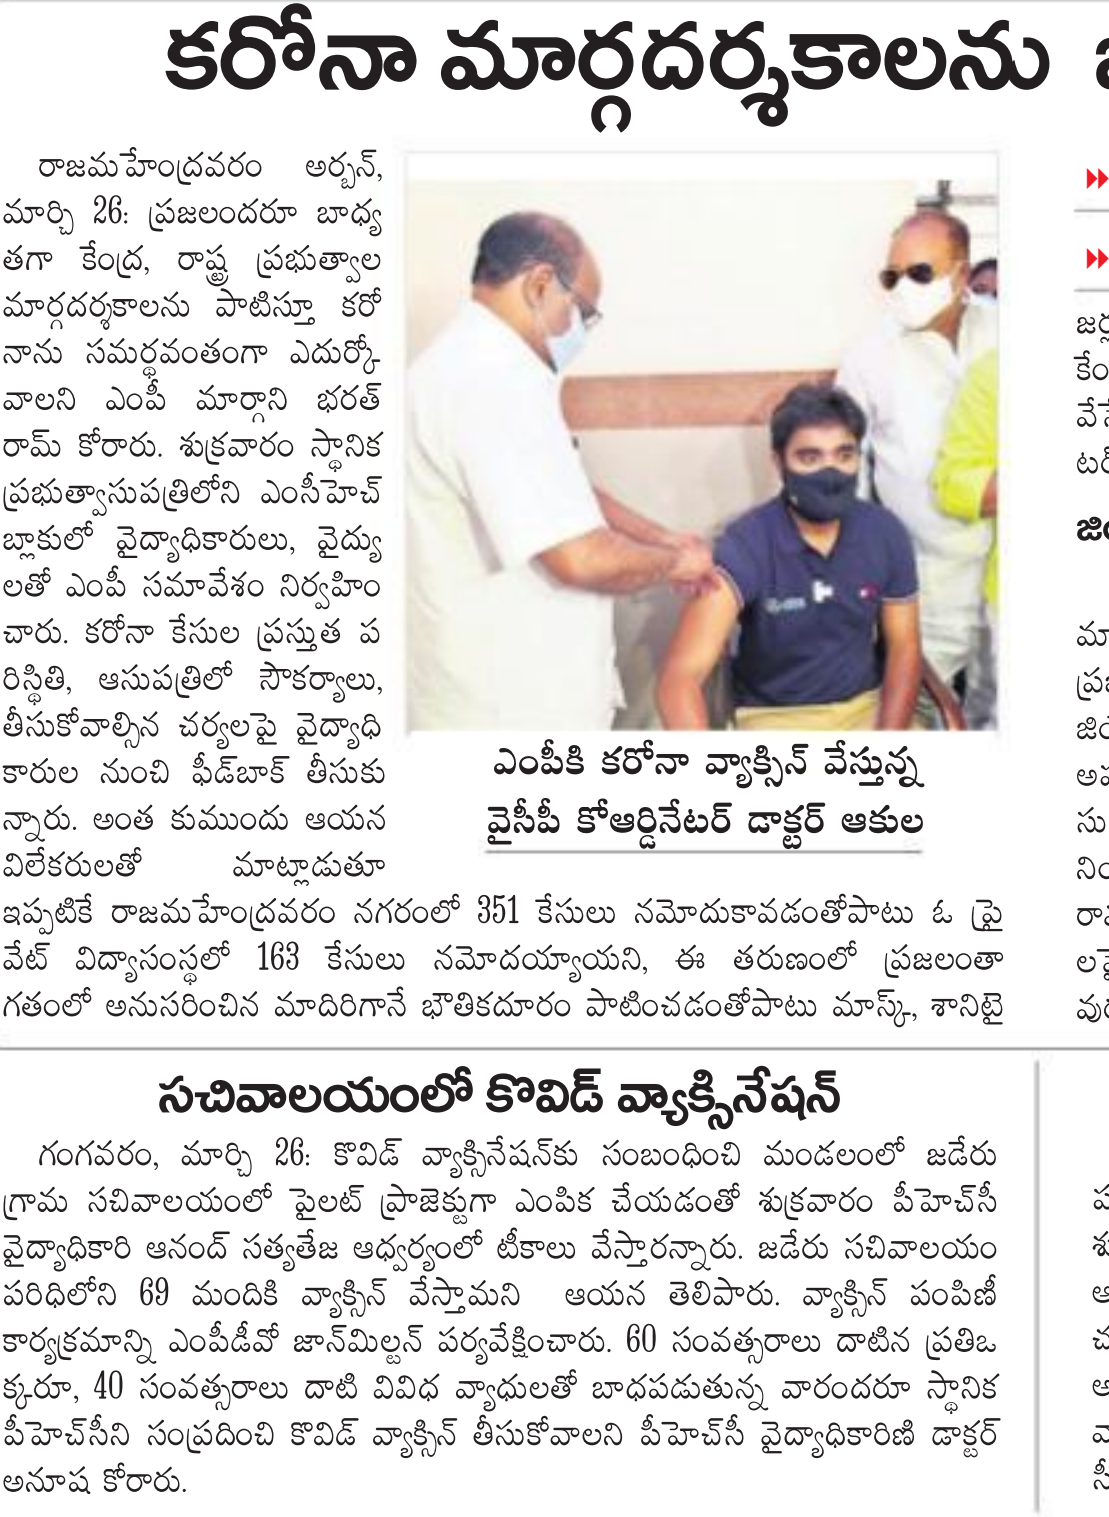 కరోనా మార్గదర్శకాలను
రాజమహేంద్రవరం అర్బన్,
మార్చి 26: ప్రజలందరూ బాధ్య
తగా కేంద్ర, రాష్ట్ర ప్రభుత్వాల
మార్గదర్శకాలను పాటిస్తూ కరో
నాను సమర్థవంతంగా ఎదుర్కో
వాలని ఎంపీ మార్గాని భరత్
రామ్ కోరారు. శుక్రవారం స్థానిక
ప్రభుత్వాసుపత్రిలోని ఎంసీహెచ్
బ్లాకులో వైద్యాధికారులు, వైద్యు
లతో ఎంపీ సమావేశం నిర్వహిం
చారు. కరోనా కేసుల ప్రస్తుత ప
రిస్థితి, ఆసుపత్రిలో సౌకర్యాలు,
తీసుకోవాల్సిన చర్యలపై వైద్యాధి
కారుల నుంచి ఫీడ్‌బాక్ తీసుకు
న్నారు. అంత కుముందు ఆయన
విలేకరులతో మాట్లాడుతూ
ఎంపీకి కరోనా వ్యాక్సిన్ వేస్తున్న
వైసీపీ కోఆర్డినేటర్ డాక్టర్ ఆకుల
ఇప్పటికే రాజమహేంద్రవరం నగరంలో 351 కేసులు నమోదుకావడంతోపాటు ఓ ప్రై
వేట్ విద్యాసంస్థలో 163 కేసులు నమోదయ్యాయని, ఈ తరుణంలో ప్రజలంతా
గతంలో అనుసరించిన మాదిరిగానే భౌతికదూరం పాటించడంతోపాటు మాస్క్, శానిటై
సచివాలయంలో కొవిడ్ వ్యాక్సినేషన్
గంగవరం, మార్చి 26: కొవిడ్ వ్యాక్సినేషన్‌కు సంబంధించి మండలంలో జడేరు
గ్రామ సచివాలయంలో పైలట్ ప్రాజెక్టుగా ఎంపిక చేయడంతో శుక్రవారం పీహెచ్‌సీ
వైద్యాధికారి ఆనంద్ సత్యతేజ ఆధ్వర్యంలో టీకాలు వేస్తారన్నారు. జడేరు సచివాలయం
పరిధిలోని 69 మందికి వ్యాక్సిన్ వేస్తామని ఆయన తెలిపారు. వ్యాక్సిన్ పంపిణీ
కార్యక్రమాన్ని ఎంపీడీవో జాన్‌మిల్టన్ పర్యవేక్షించారు. 60 సంవత్సరాలు దాటిన ప్రతిఒ
క్కరూ, 40 సంవత్సరాలు దాటి వివిధ వ్యాధులతో బాధపడుతున్న వారందరూ స్థానిక
పీహెచ్‌సీని సంప్రదించి కొవిడ్ వ్యాక్సిన్ తీసుకోవాలని పీహెచ్‌సీ వైద్యాధికారిణి డాక్టర్
అనూష కోరారు.